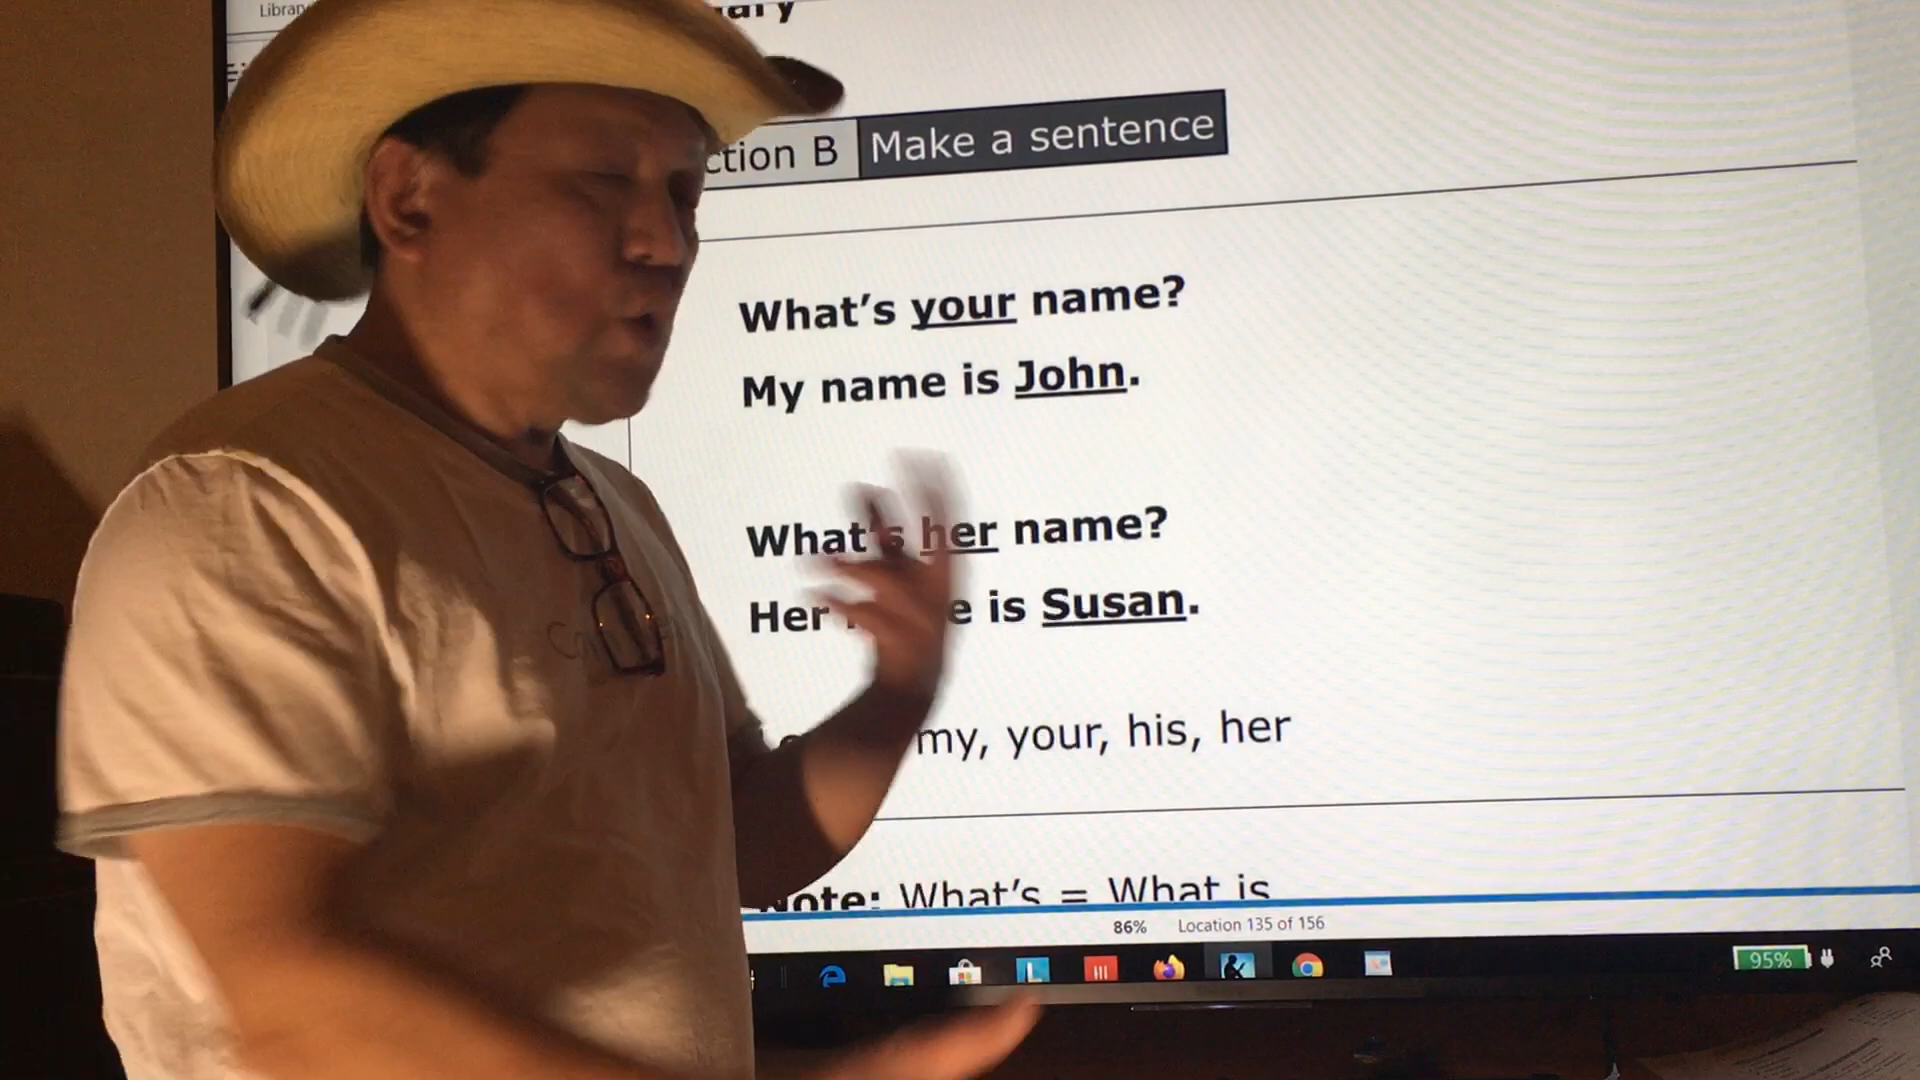 ction B Make a sentence
What's your name?
My name is John.
What's her name?
Her is Susan.
my, your, his, her
Note: What's = What is
86% Location 135 of 156
95%